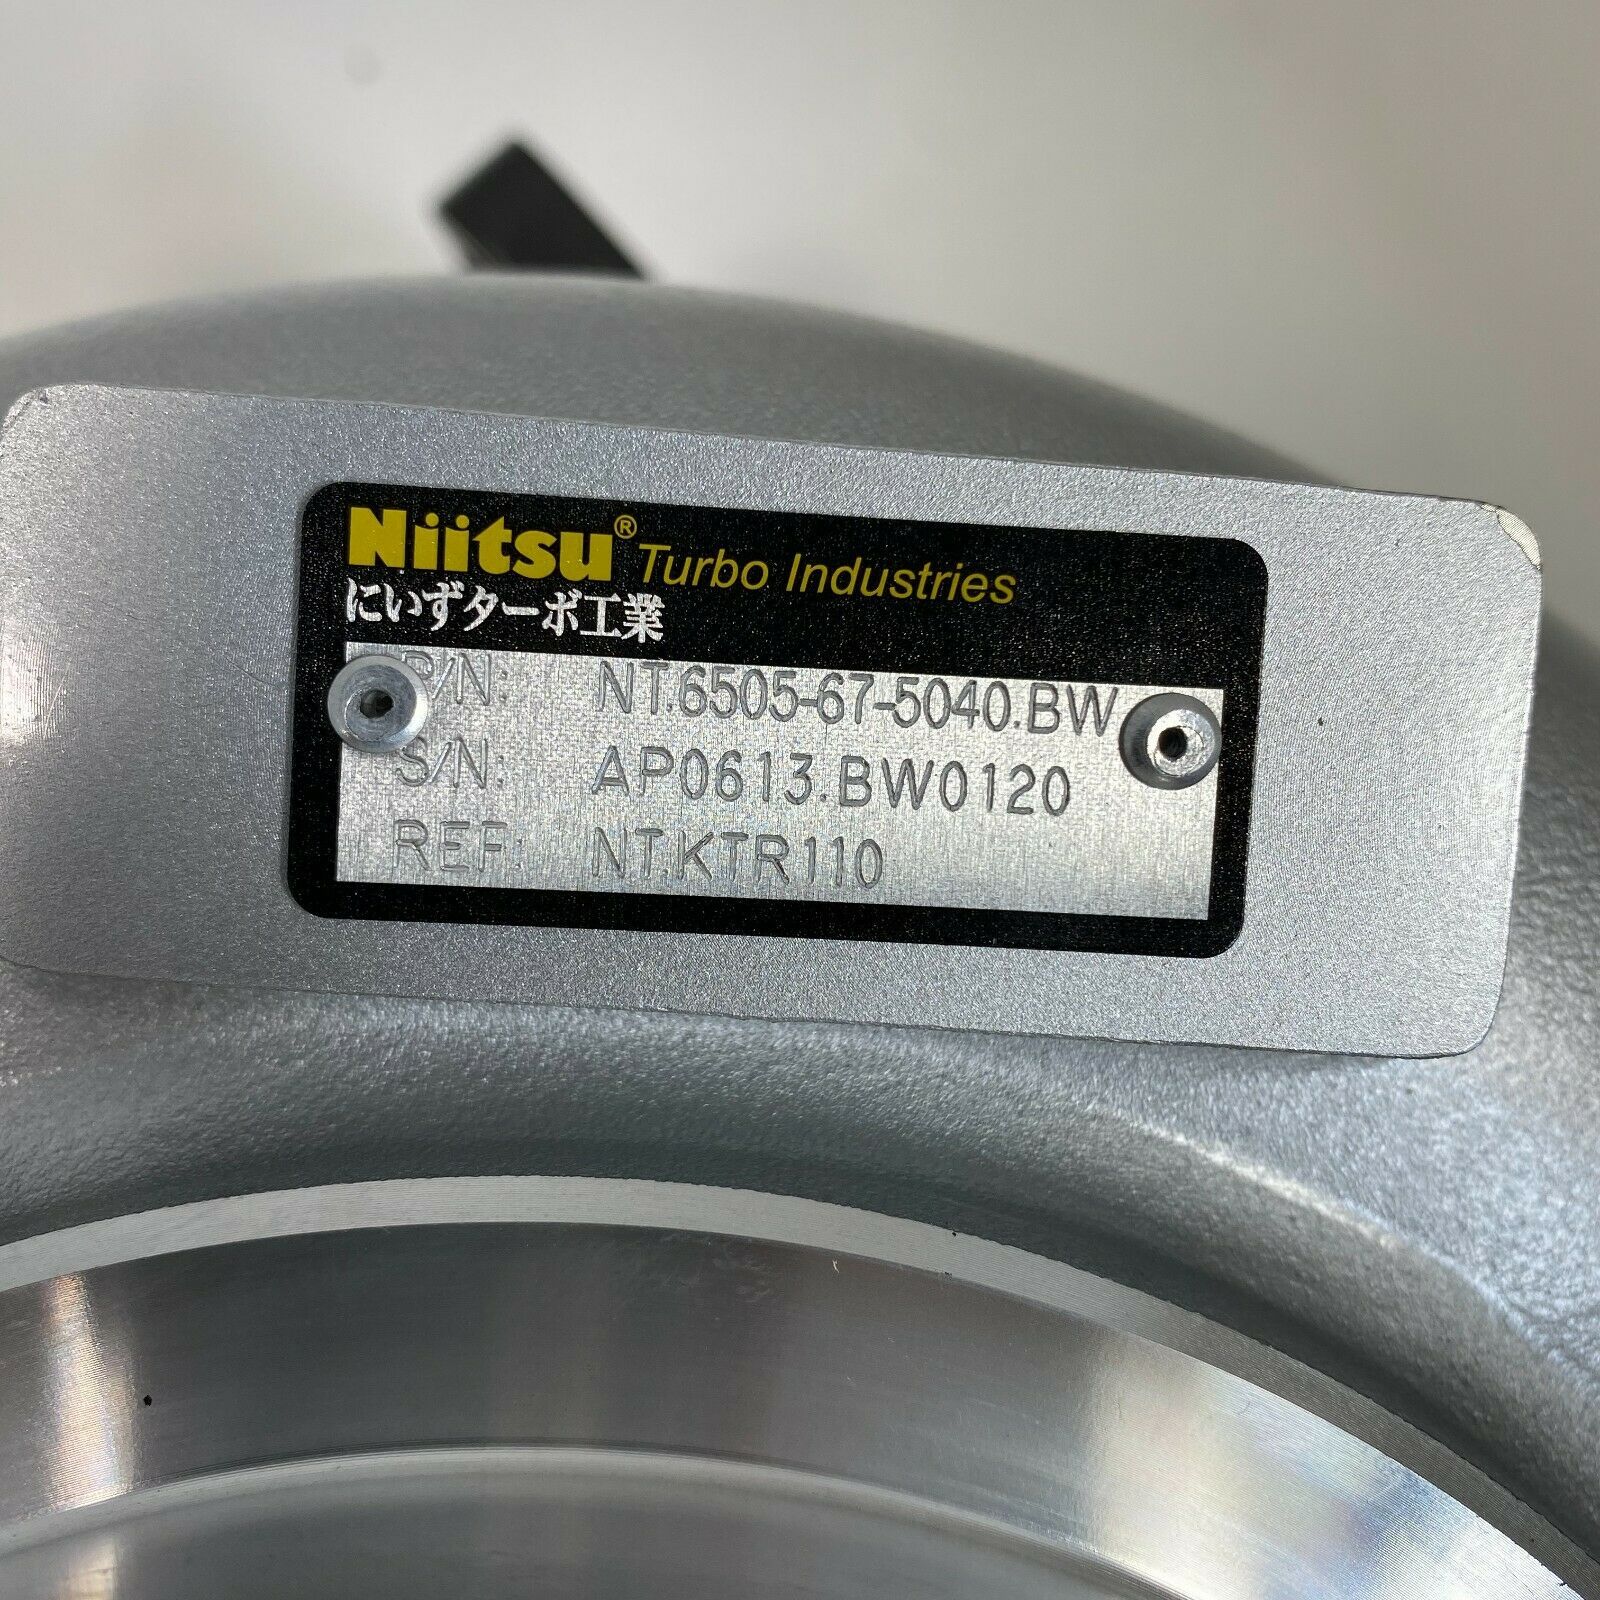 Niitsu® Turbo Industries
にいずターボ工業
P/N: NT.6505-67-5040.BW
S/N: AP0613.BW0120
REF: NT.KTR110